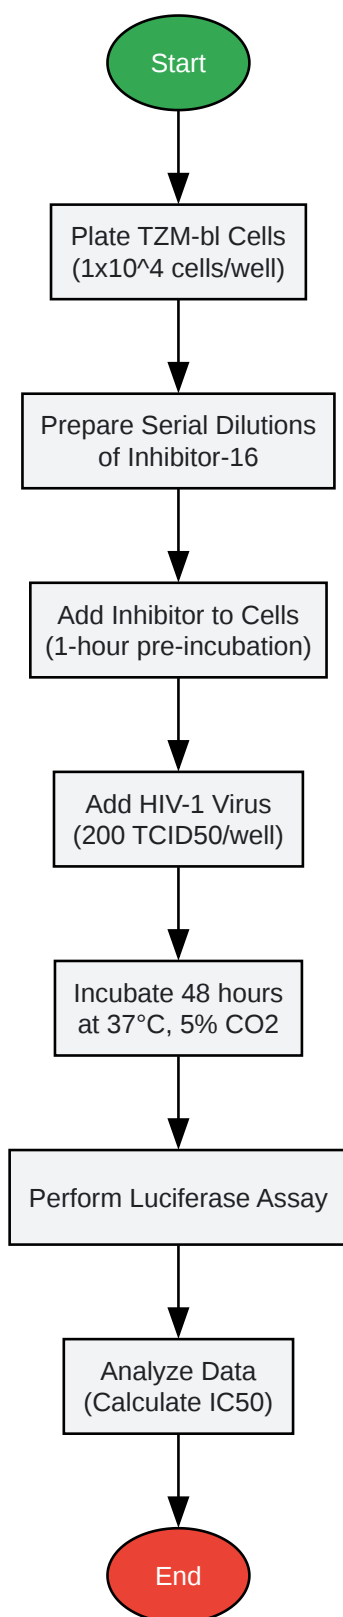 Start
Plate TZM-bl Cells
(1x10^4 cells/well)
Prepare Serial Dilutions
of Inhibitor-16
Add Inhibitor to Cells
(1-hour pre-incubation)
Add HIV-1 Virus
(200 TCID50/well)
Incubate 48 hours
at 37°C, 5% CO2
Perform Luciferase Assay
Analyze Data
(Calculate IC50)
End